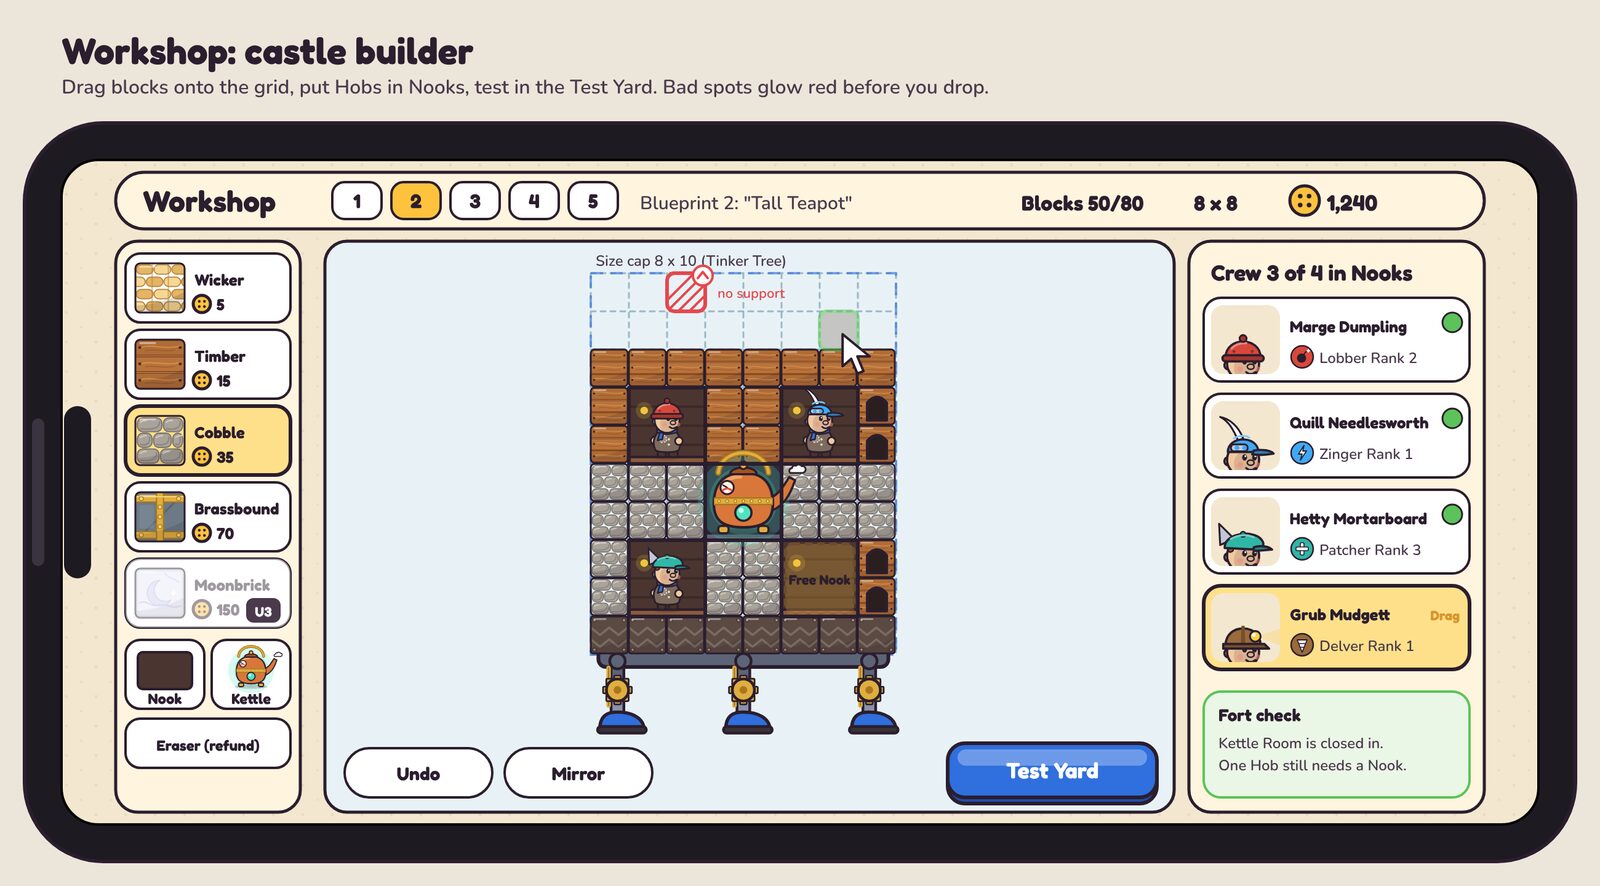 Workshop: castle builder
Drag blocks onto the grid, put Hobs in Nooks, test in the Test Yard. Bad spots glow red before you drop.
Workshop
1
2
3
4
5
Blueprint 2: "Tall Teapot"
Blocks 50/80
8 x 8
1,240
Wicker
5
Timber
15
Cobble
35
Brassbound
70
Moonbrick
150
U3
Nook
Kettle
Eraser (refund)
Size cap 8 x 10 (Tinker Tree)
no support
Free Nook
Undo
Mirror
Test Yard
Crew 3 of 4 in Nooks
Marge Dumpling
Lobber Rank 2
Quill Needlesworth
Zinger Rank 1
Hetty Mortarboard
Patcher Rank 3
Grub Mudgett
Drag
Delver Rank 1
Fort check
Kettle Room is closed in.
One Hob still needs a Nook.